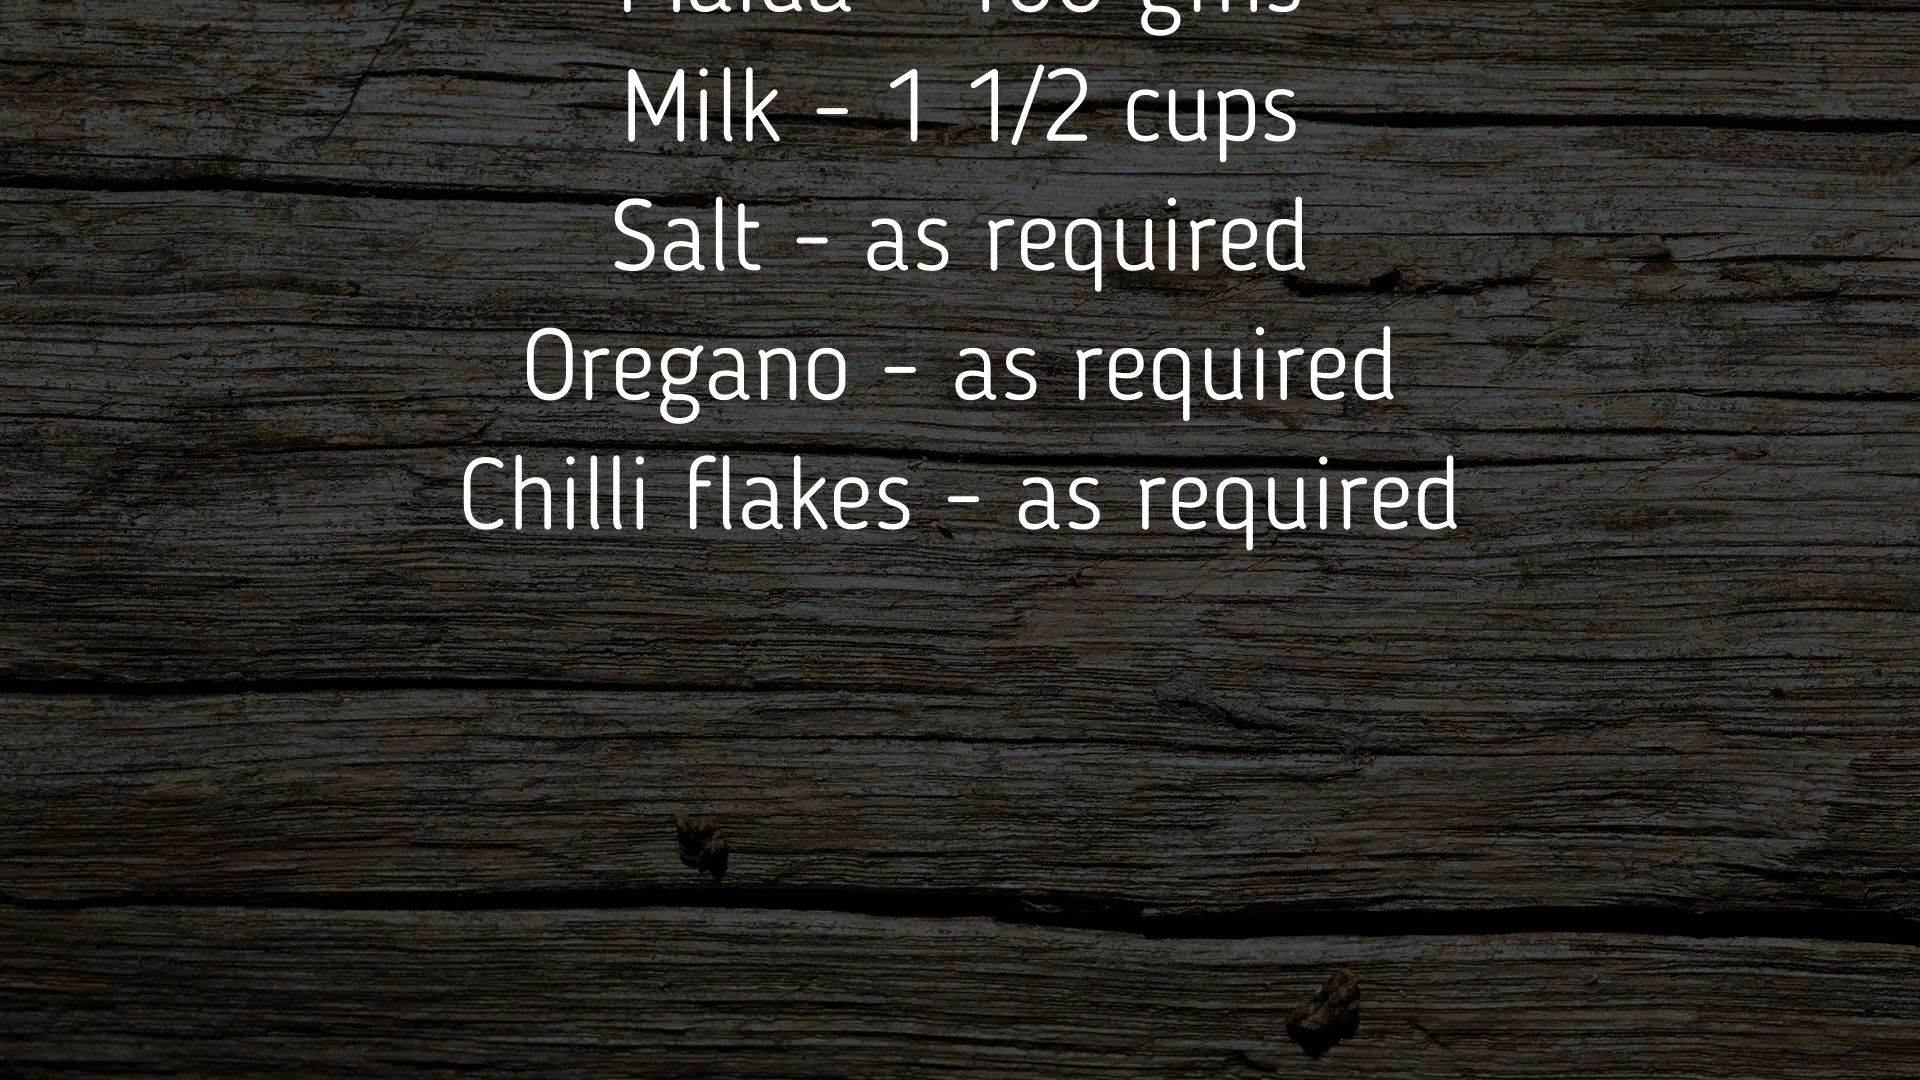 Milk - 1 1/2 cups
Salt - as required
Oregano - as required
Chilli flakes - as required